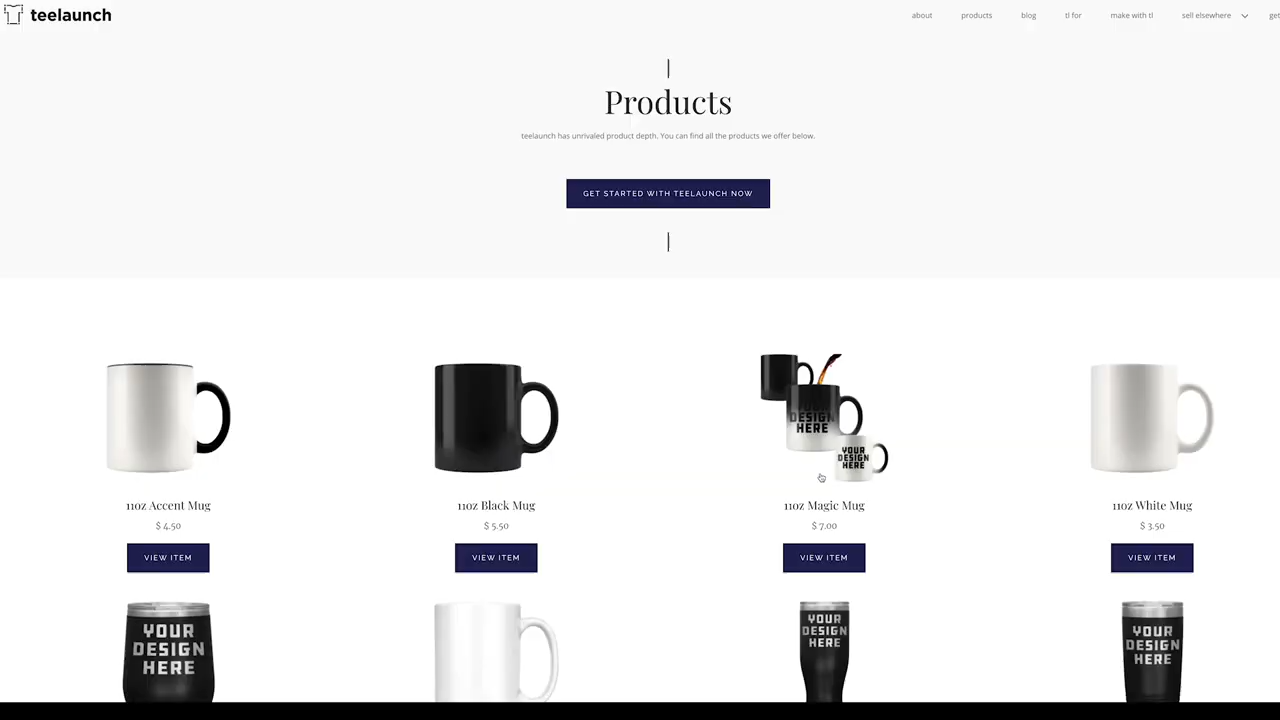 teelaunch
about products blog tl for make with tl sell elsewhere get
Products
teelaunch has unrivaled product depth. You can find all the products we offer below.
GET STARTED WITH TEELAUNCH NOW
YOUR
DESIGN
HERE
YOUR
DESIGN
HERE
11oz Accent Mug
11oz Black Mug
11oz Magic Mug
11oz White Mug
$ 4.50
$ 5.50
$ 7.00
$ 3.50
VIEW ITEM
VIEW ITEM
VIEW ITEM
VIEW ITEM
YOUR
DESIGN
HERE
YOUR
DESIGN
HERE
YOUR
DESIGN
HERE